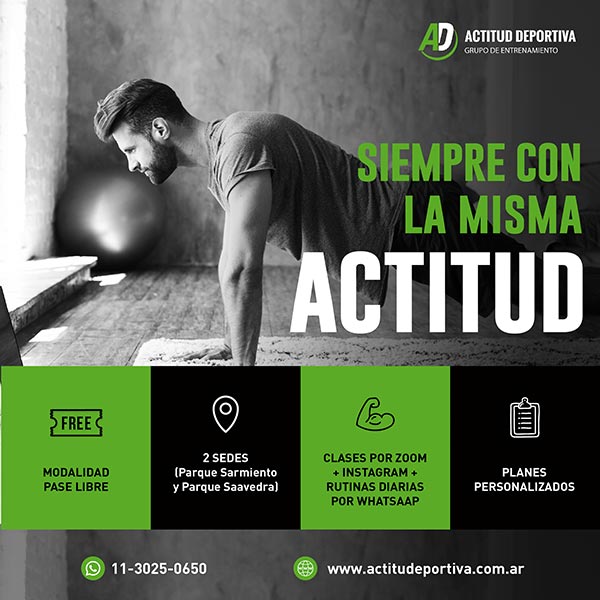 AD
ACTITUD DEPORTIVA
GRUPO DE ENTRENAMIENTO
SIEMPRE CON
LA MISMA
ACTITUD
FREE
MODALIDAD
PASE LIBRE
2 SEDES
(Parque Sarmiento
y Parque Saavedra)
CLASES POR ZOOM
+ INSTAGRAM +
RUTINAS DIARIAS
POR WHATSAAP
PLANES
PERSONALIZADOS
11-3025-0650
www.actitudeportiva.com.ar